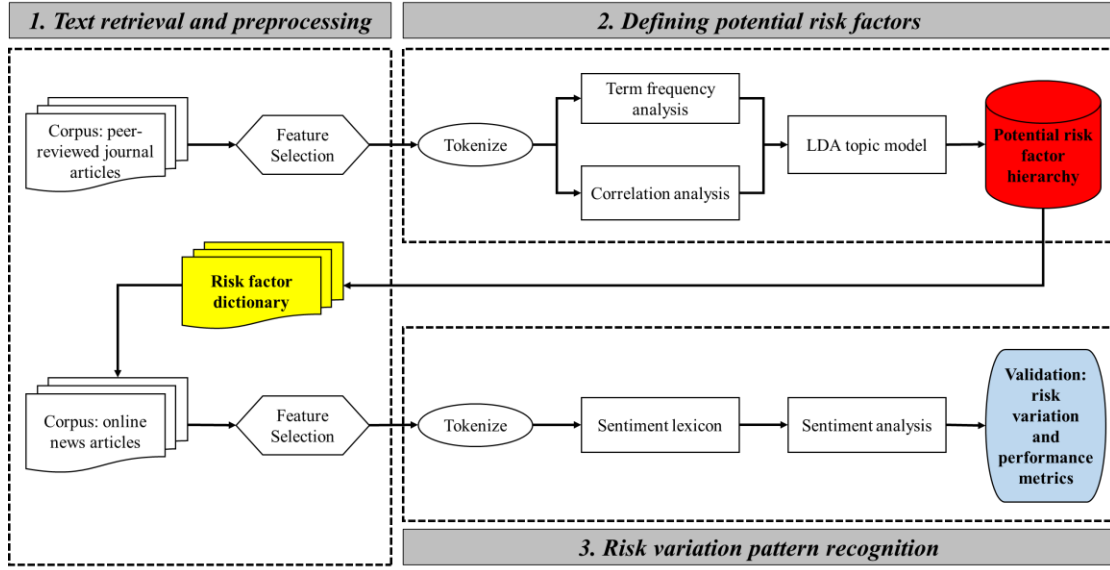 1. Text retrieval and preprocessing
2. Defining potential risk factors
Corpus: peer-
reviewed journal
articles
Feature
Selection
Tokenize
Term frequency
analysis
Correlation analysis
LDA topic model
Potential risk
factor
hierarchy
Risk factor
dictionary
Corpus: online
news articles
Feature
Selection
Tokenize
Sentiment lexicon
Sentiment analysis
Validation:
risk
variation
and
performance
metrics
3. Risk variation pattern recognition